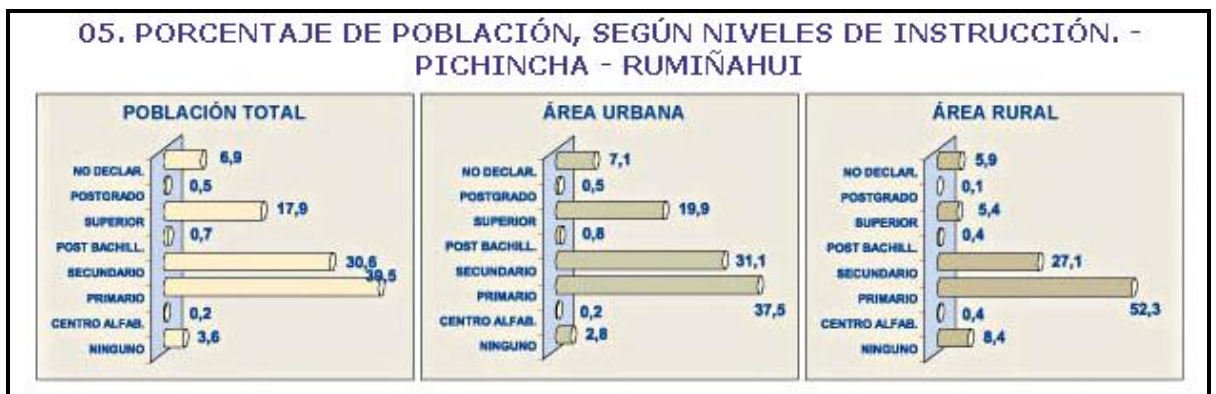 05. PORCENTAJE DE POBLACIÓN, SEGÚN NIVELES DE INSTRUCCIÓN. -
PICHINCHA - RUMIÑAHUI
POBLACIÓN TOTAL
NO DECLAR. 6,9
POSTGRADO 0,5
SUPERIOR 17,9
POST BACHILL. 0,7
SECUNDARIO 30,6
PRIMARIO 39,5
CENTRO ALFAB. 0,2
NINGUNO 3,6
ÁREA URBANA
NO DECLAR. 7,1
POSTGRADO 0,5
SUPERIOR 19,9
POST BACHILL. 0,8
SECUNDARIO 31,1
PRIMARIO 37,5
CENTRO ALFAB. 0,2
NINGUNO 2,8
ÁREA RURAL
NO DECLAR. 5,9
POSTGRADO 0,1
SUPERIOR 5,4
POST BACHILL. 0,4
SECUNDARIO 27,1
PRIMARIO 52,3
CENTRO ALFAB. 0,4
NINGUNO 8,4